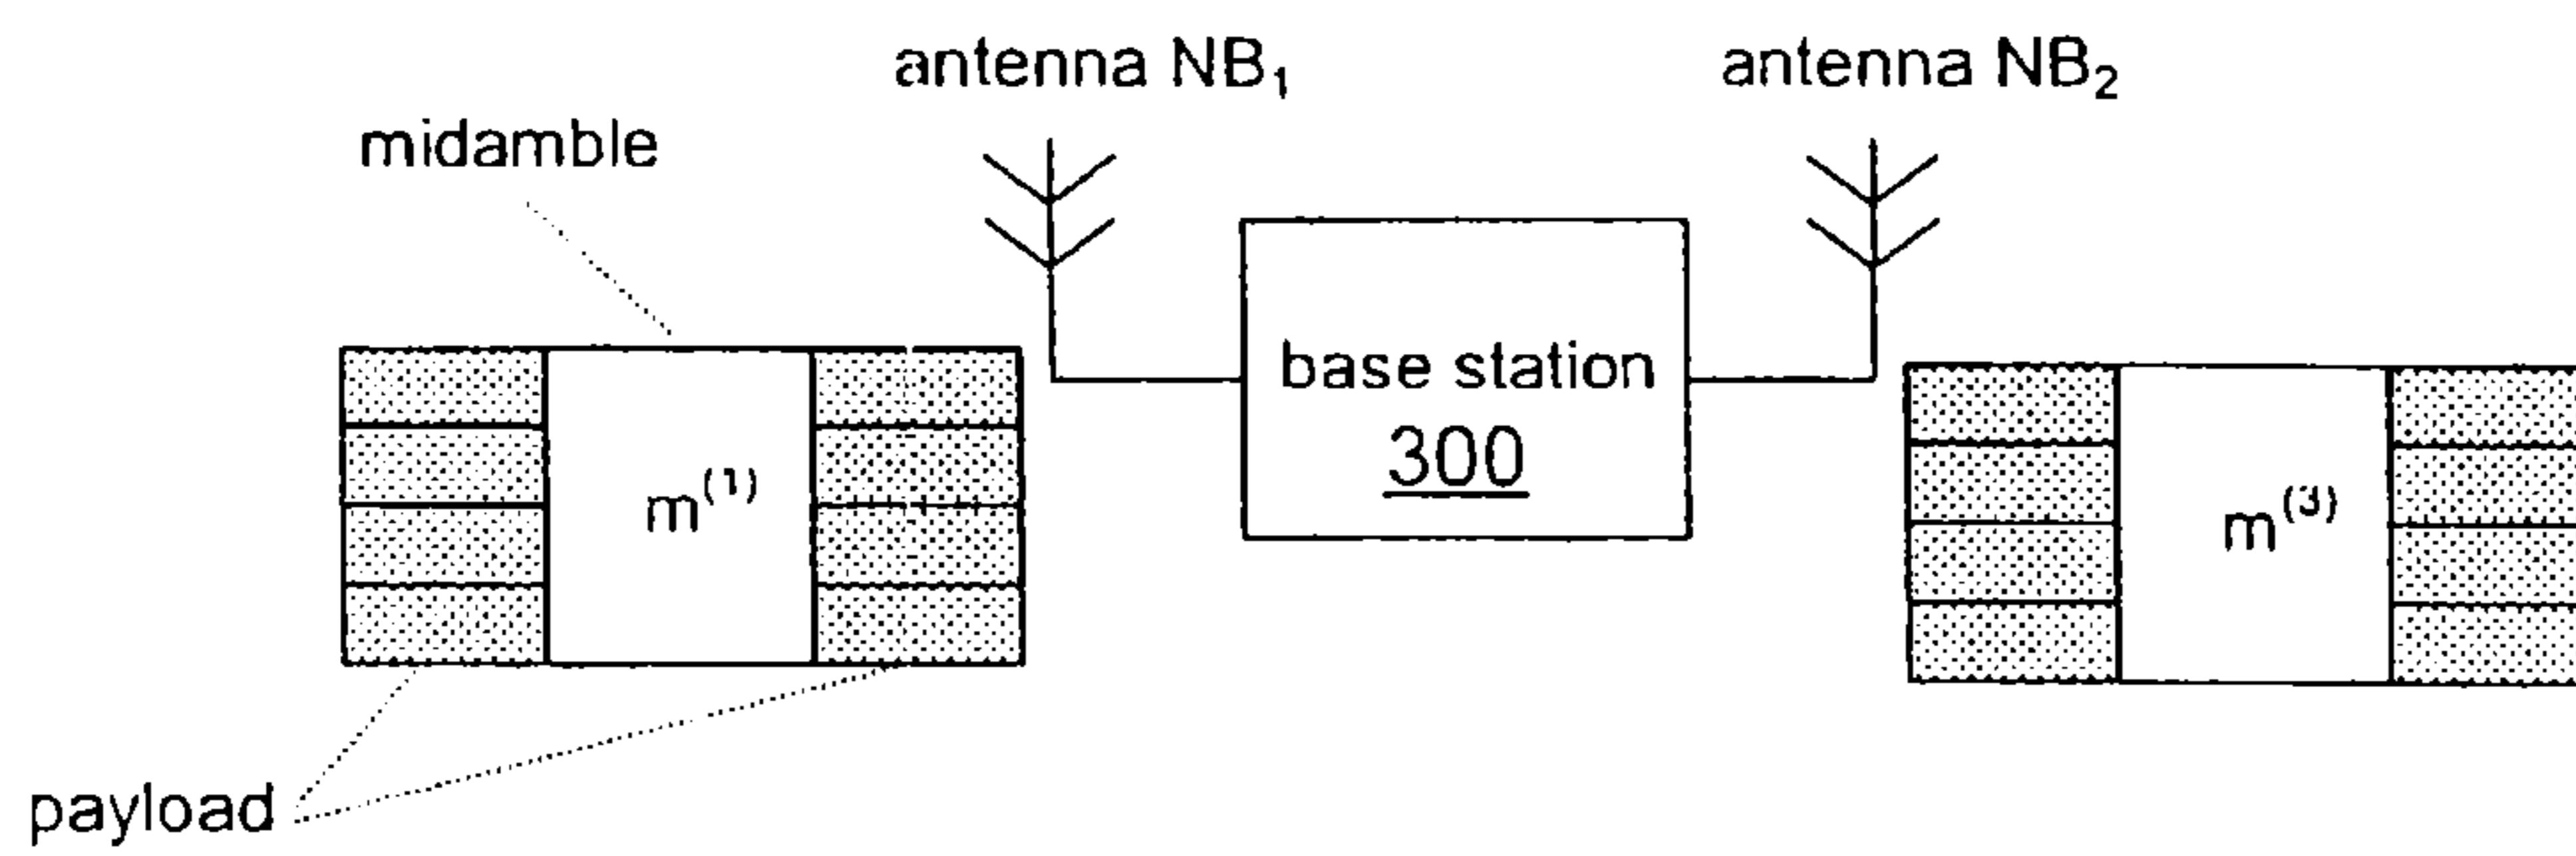 antenna NB₁
antenna NB₂
midamble
base station
300
m⁽¹⁾
m⁽³⁾
payload